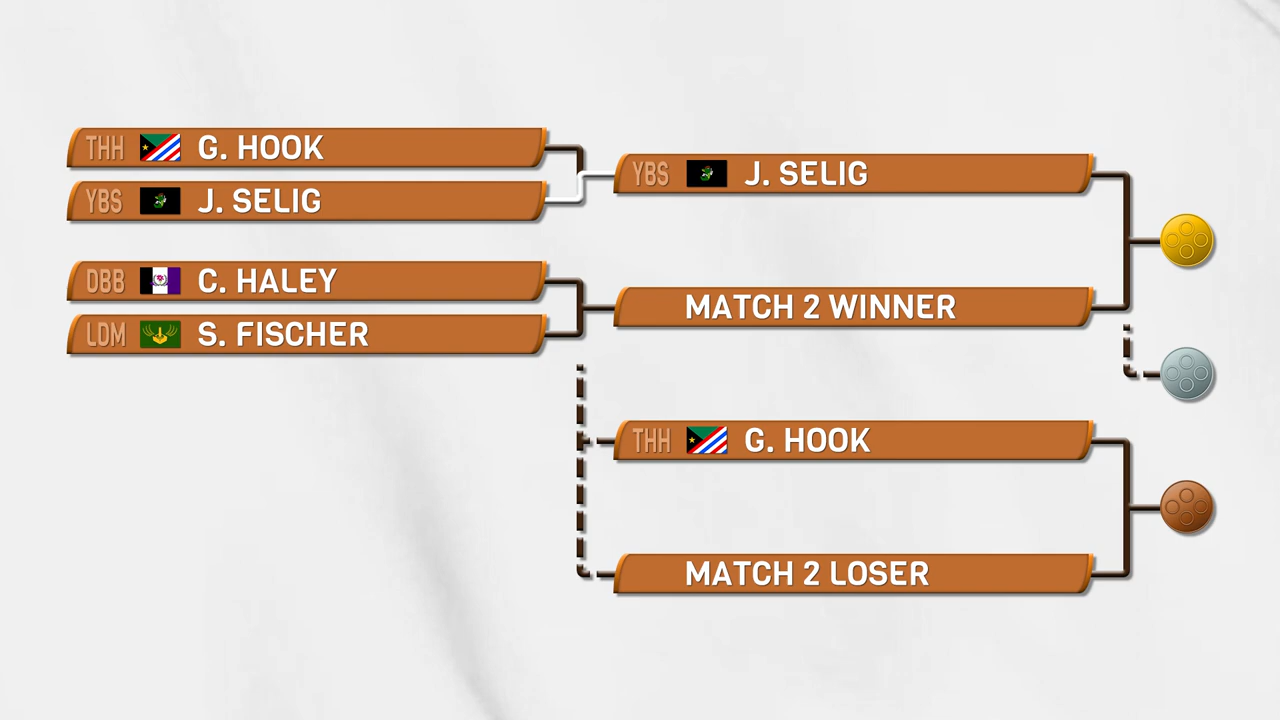 THH G. HOOK
YBS J. SELIG
DBB C. HALEY
LDM S. FISCHER
YBS J. SELIG
MATCH 2 WINNER
THH G. HOOK
MATCH 2 LOSER